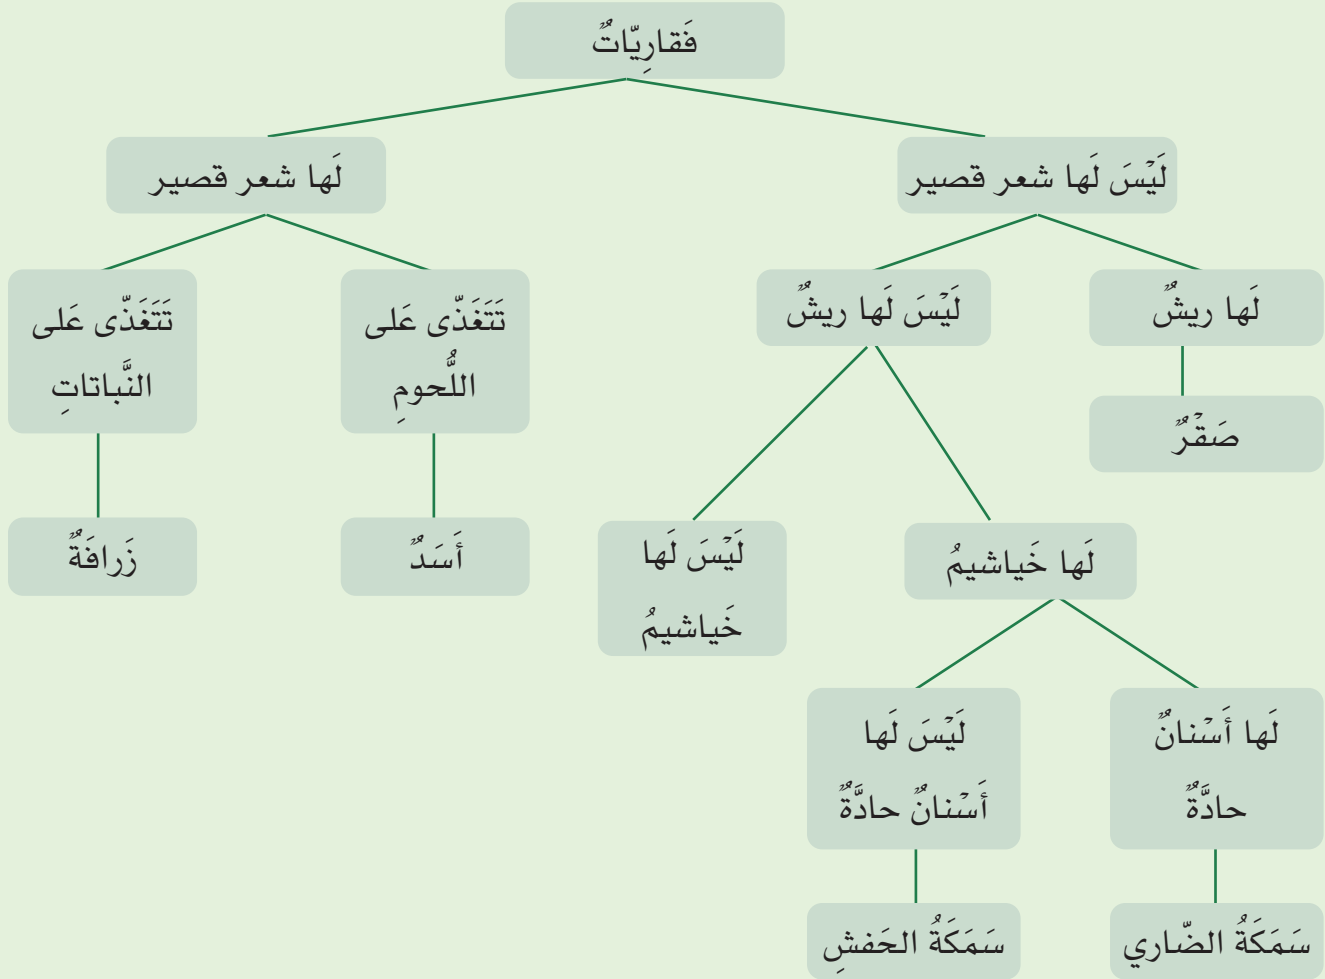 فَقارِيّاتٌ
لَيْسَ لَها شعر قصير
لَها شعر قصير
لَها ريشٌ
لَيْسَ لَها ريشٌ
تَتَغَذّى عَلى
اللُّحومِ
تَتَغَذّى عَلى
النَّباتاتِ
صَقْرٌ
لَها خَياشيمُ
لَيْسَ لَها
خَياشيمُ
أَسَدٌ
زَرافَةٌ
لَها أَسْنانٌ
حادَّةٌ
لَيْسَ لَها
أَسْنانٌ حادَّةٌ
سَمَكَةُ الضّاري
سَمَكَةُ الحَفشِ